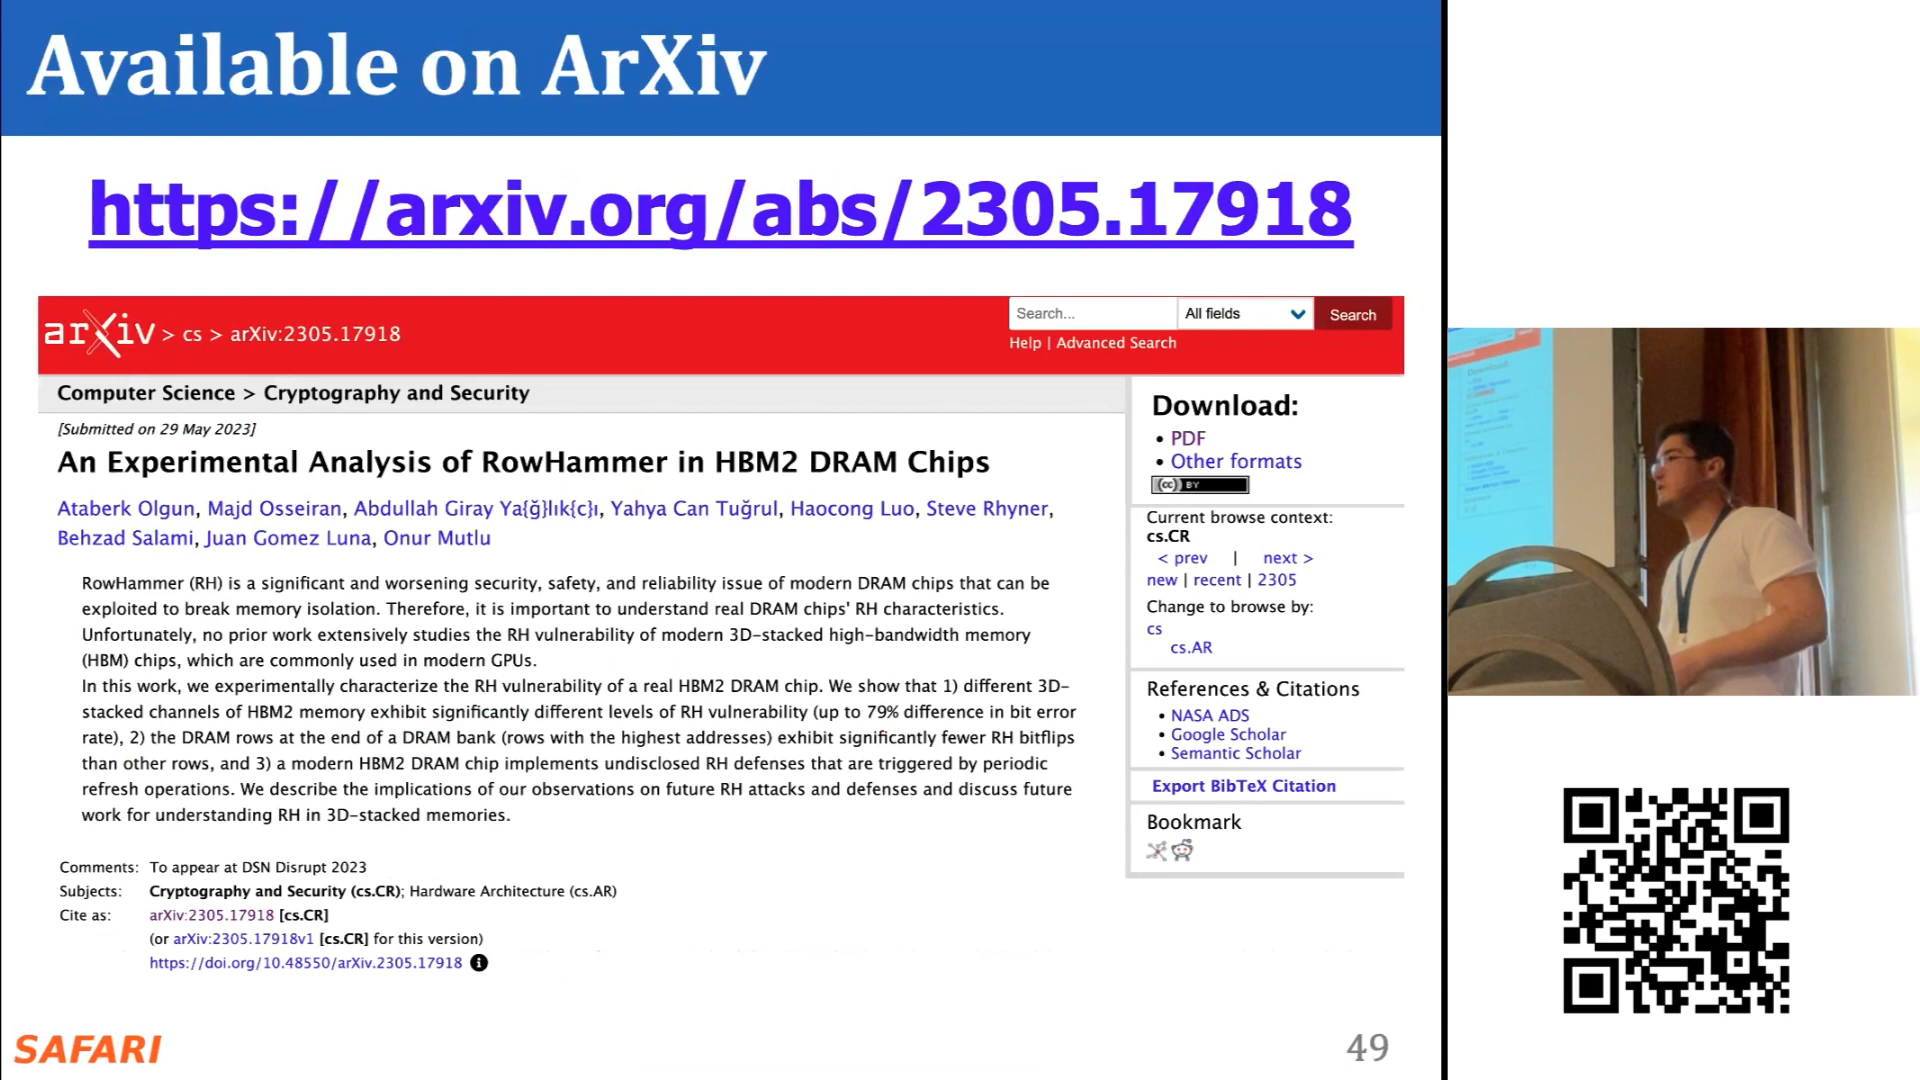 Available on ArXiv
https://arxiv.org/abs/2305.17918
arXiv > cs > arXiv:2305.17918
Search...
All fields
Search
Help | Advanced Search
Computer Science > Cryptography and Security
[Submitted on 29 May 2023]
An Experimental Analysis of RowHammer in HBM2 DRAM Chips
Ataberk Olgun, Majd Osseiran, Abdullah Giray Ya{ğ}lık{c}ı, Yahya Can Tuğrul, Haocong Luo, Steve Rhyner,
Behzad Salami, Juan Gomez Luna, Onur Mutlu
RowHammer (RH) is a significant and worsening security, safety, and reliability issue of modern DRAM chips that can be
exploited to break memory isolation. Therefore, it is important to understand real DRAM chips' RH characteristics.
Unfortunately, no prior work extensively studies the RH vulnerability of modern 3D-stacked high-bandwidth memory
(HBM) chips, which are commonly used in modern GPUs.
In this work, we experimentally characterize the RH vulnerability of a real HBM2 DRAM chip. We show that 1) different 3D-
stacked channels of HBM2 memory exhibit significantly different levels of RH vulnerability (up to 79% difference in bit error
rate), 2) the DRAM rows at the end of a DRAM bank (rows with the highest addresses) exhibit significantly fewer RH bitflips
than other rows, and 3) a modern HBM2 DRAM chip implements undisclosed RH defenses that are triggered by periodic
refresh operations. We describe the implications of our observations on future RH attacks and defenses and discuss future
work for understanding RH in 3D-stacked memories.
Comments: To appear at DSN Disrupt 2023
Subjects: Cryptography and Security (cs.CR); Hardware Architecture (cs.AR)
Cite as: arXiv:2305.17918 [cs.CR]
(or arXiv:2305.17918v1 [cs.CR] for this version)
https://doi.org/10.48550/arXiv.2305.17918
Download:
• PDF
• Other formats
(cc) BY
Current browse context:
cs.CR
< prev | next >
new | recent | 2305
Change to browse by:
cs
cs.AR
References & Citations
• NASA ADS
• Google Scholar
• Semantic Scholar
Export BibTeX Citation
Bookmark
SAFARI
49